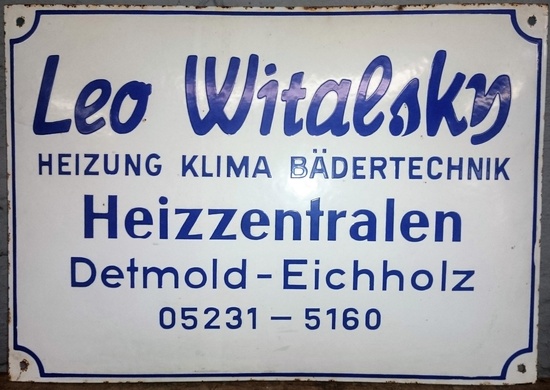 Leo Witalsky
HEIZUNG KLIMA BÄDERTECHNIK
Heizzentralen
Detmold-Eichholz
05231 – 5160